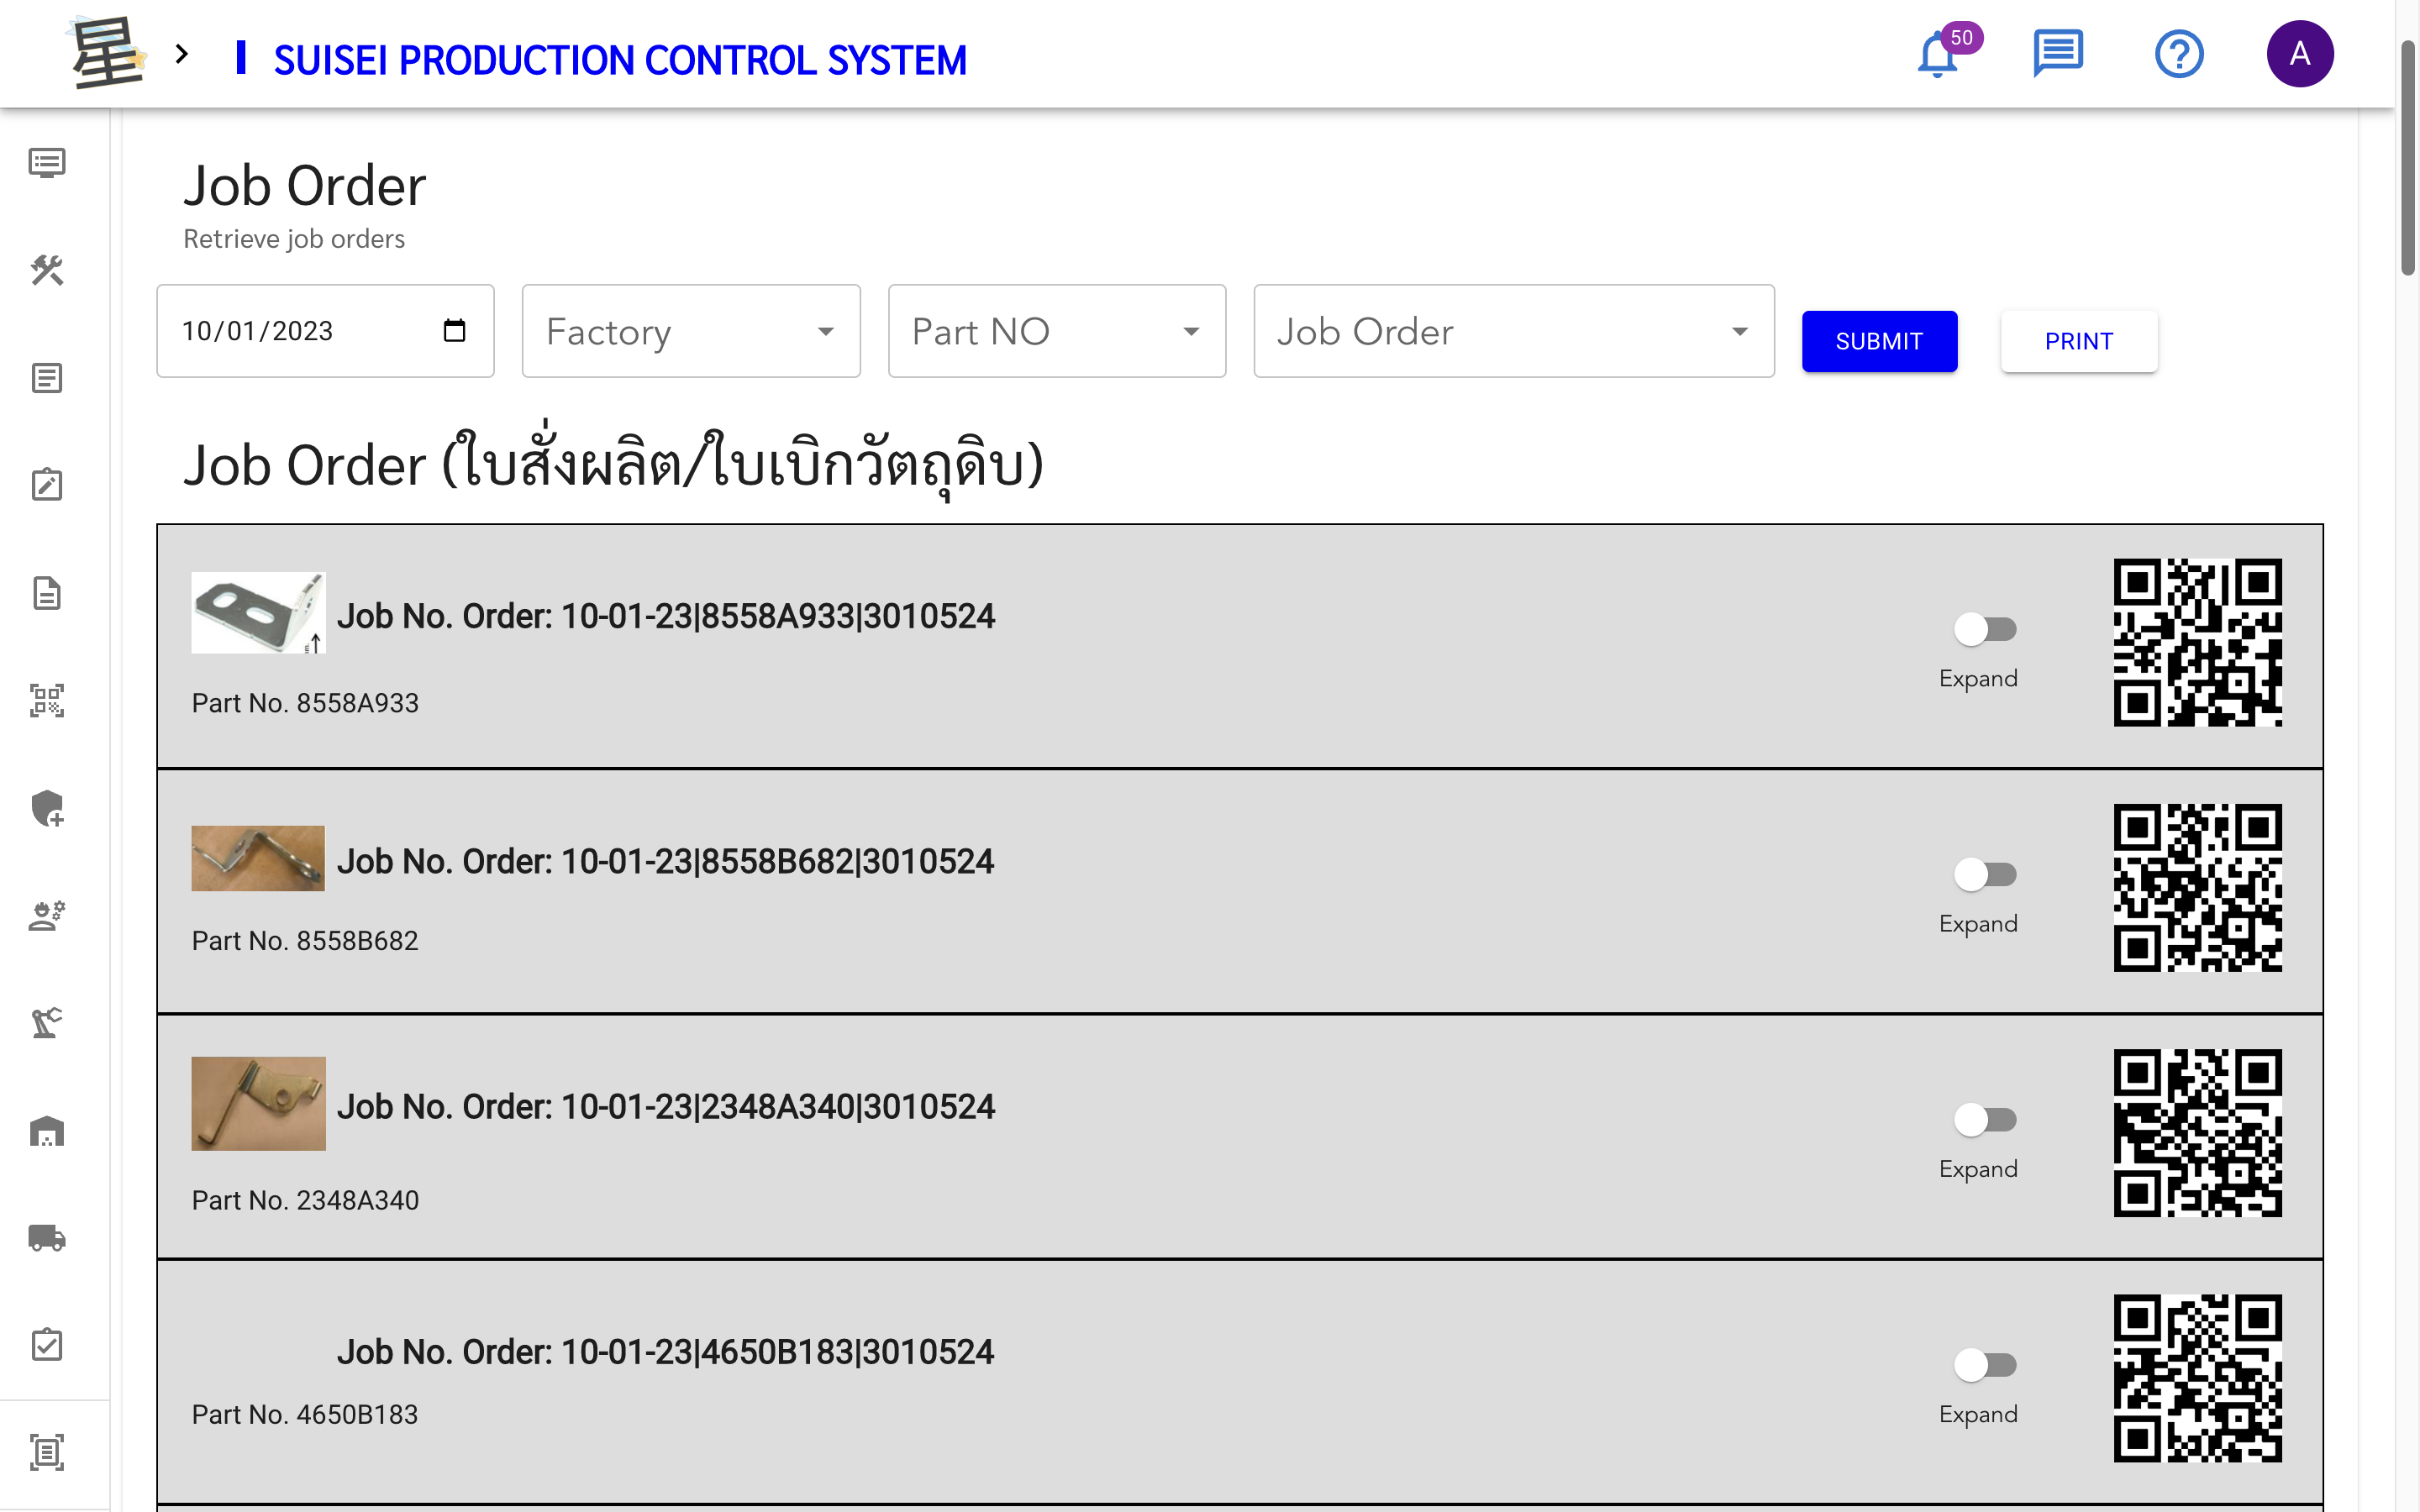 星
SUISEI PRODUCTION CONTROL SYSTEM
50
A
Job Order
Retrieve job orders
10/01/2023
Factory
Part NO
Job Order
SUBMIT
PRINT
Job Order (ใบสั่งผลิต/ใบเบิกวัตถุดิบ)
Job No. Order: 10-01-23|8558A933|3010524
Part No. 8558A933
Expand
Job No. Order: 10-01-23|8558B682|3010524
Part No. 8558B682
Expand
Job No. Order: 10-01-23|2348A340|3010524
Part No. 2348A340
Expand
Job No. Order: 10-01-23|4650B183|3010524
Part No. 4650B183
Expand